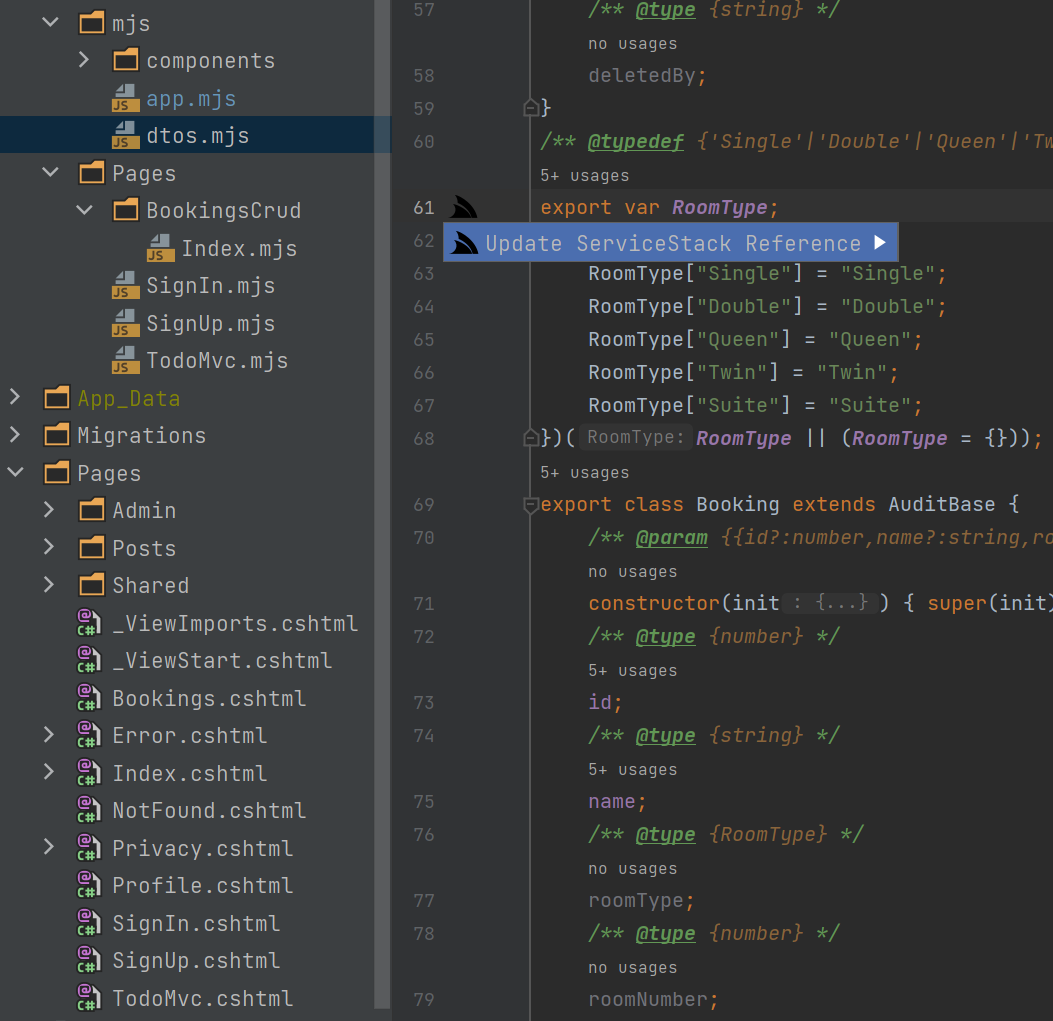 mjs
components
app.mjs
dtos.mjs
Pages
BookingsCrud
Index.mjs
SignIn.mjs
SignUp.mjs
TodoMvc.mjs
App_Data
Migrations
Pages
Admin
Posts
Shared
_ViewImports.cshtml
_ViewStart.cshtml
Bookings.cshtml
Error.cshtml
Index.cshtml
NotFound.cshtml
Privacy.cshtml
Profile.cshtml
SignIn.cshtml
SignUp.cshtml
TodoMvc.cshtml
57 /** @type {string} */
no usages
58 deletedBy;
59 }
60 /** @typedef {'Single'|'Double'|'Queen'|'Tw
5+ usages
61 export var RoomType;
62 Update ServiceStack Reference
63 RoomType["Single"] = "Single";
64 RoomType["Double"] = "Double";
65 RoomType["Queen"] = "Queen";
66 RoomType["Twin"] = "Twin";
67 RoomType["Suite"] = "Suite";
68 })( RoomType: RoomType || (RoomType = {}));
5+ usages
69 export class Booking extends AuditBase {
70 /** @param {{id?:number,name?:string,ro
no usages
71 constructor(init : {...} ) { super(init)
72 /** @type {number} */
5+ usages
73 id;
74 /** @type {string} */
5+ usages
75 name;
76 /** @type {RoomType} */
no usages
77 roomType;
78 /** @type {number} */
no usages
79 roomNumber;